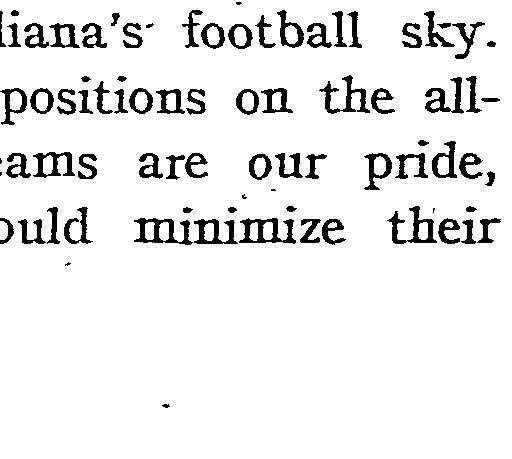 liana's football sky.
positions on the all-
eams are our pride,
ould minimize their